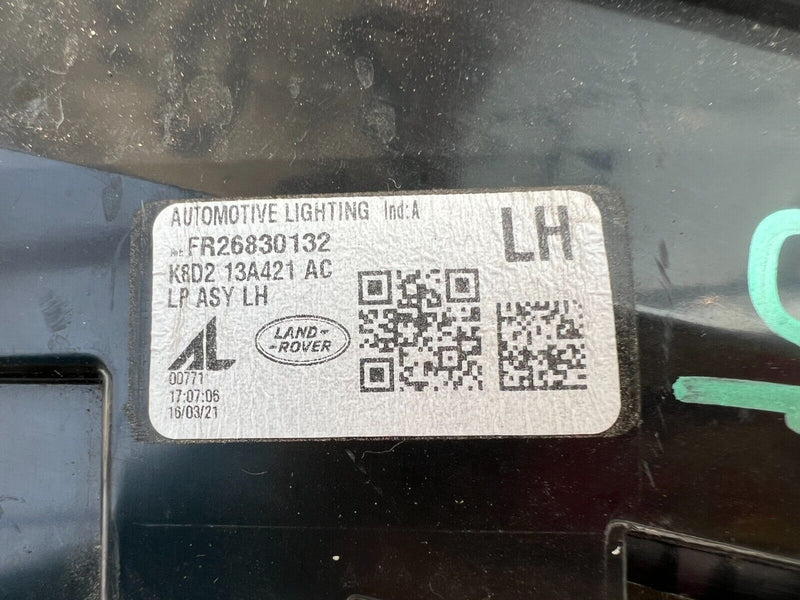 AUTOMOTIVE LIGHTING Ind:A
LH
FR26830132
K8D2 13A421 AC
LP ASY LH
AL
LAND-
-ROVER
00771
17:07:06
16/03/21